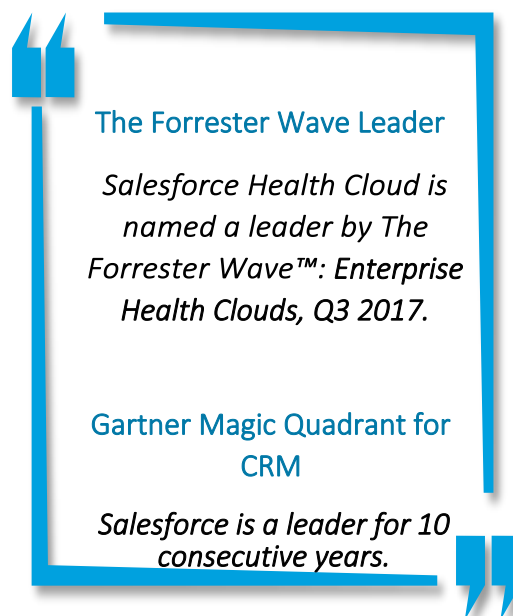 The Forrester Wave Leader
Salesforce Health Cloud is
named a leader by The
Forrester Wave™: Enterprise
Health Clouds, Q3 2017.
Gartner Magic Quadrant for
CRM
Salesforce is a leader for 10
consecutive years.